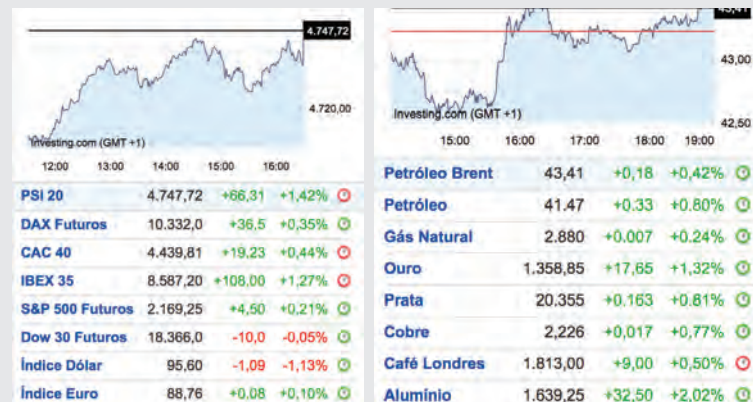 4.747,72
4.720,00
Investing.com (GMT +1)
12:00 13:00 14:00 15:00 16:00
PSI 20 4.747,72 +66,31 +1,42%
DAX Futuros 10.332,0 +36,5 +0,35%
CAC 40 4.439,81 +19,23 +0,44%
IBEX 35 8.587,20 +108,00 +1,27%
S&P 500 Futuros 2.169,25 +4,50 +0,21%
Dow 30 Futuros 18.366,0 -10,0 -0,05%
Índice Dólar 95,60 -1,09 -1,13%
Índice Euro 88,76 +0,08 +0,10%
43,41
43,00
Investing.com (GMT +1)
42,50
15:00 16:00 17:00 18:00 19:00
Petróleo Brent 43,41 +0,18 +0,42%
Petróleo 41.47 +0.33 +0.80%
Gás Natural 2.880 +0.007 +0.24%
Ouro 1.358,85 +17,65 +1,32%
Prata 20.355 +0.163 +0.81%
Cobre 2,226 +0,017 +0,77%
Café Londres 1.813,00 +9,00 +0,50%
Alumínio 1.639,25 +32,50 +2,02%